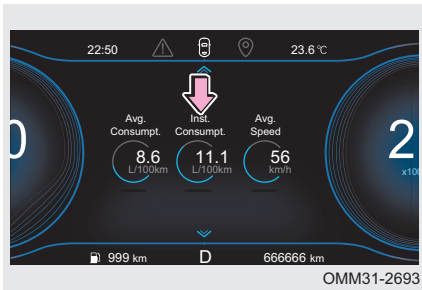 22:50 23.6 ℃
Avg. Inst. Avg.
Consumpt. Consumpt. Speed
0 8.6 11.1 56 2
L/100km L/100km km/h x100
999 km D 666666 km
OMM31-2693